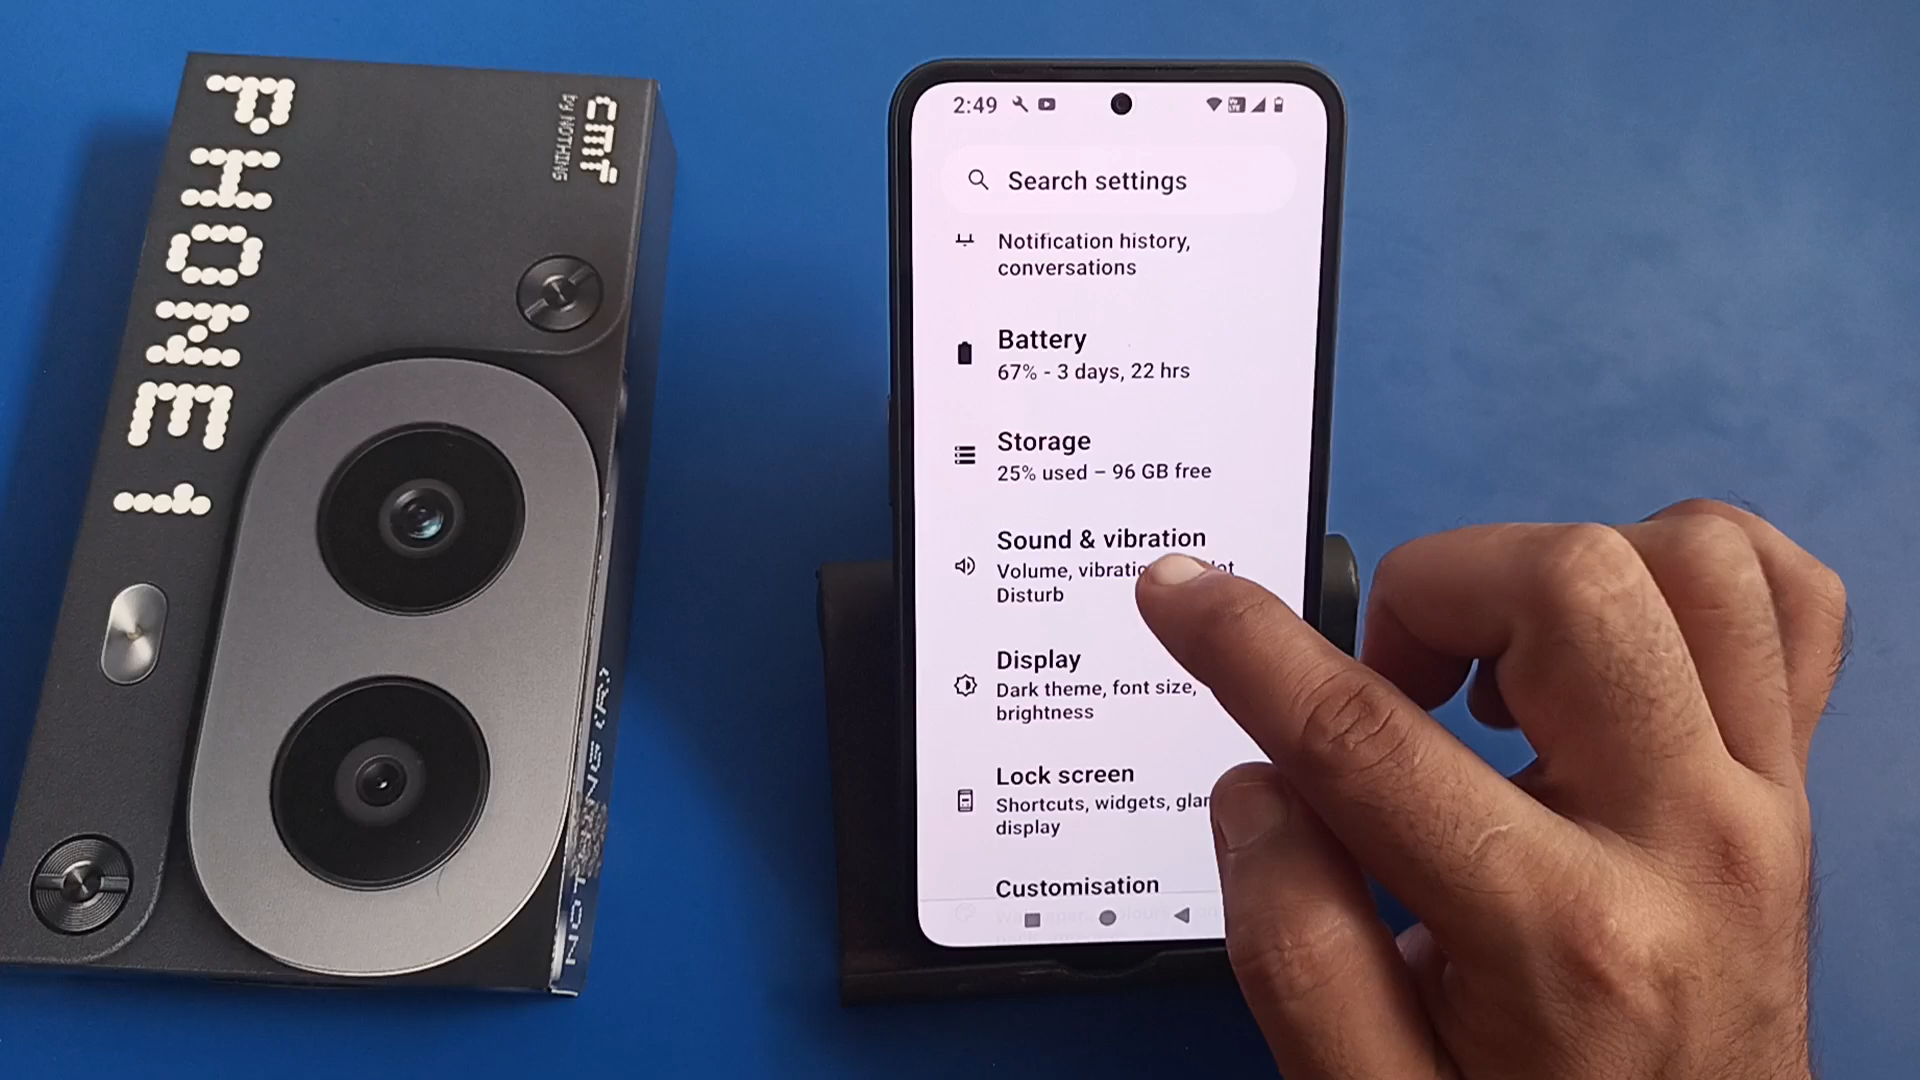 PHONE 1
cmf
by NOTHING
2:49
Search settings
Notification history,
conversations
Battery
67% - 3 days, 22 hrs
Storage
25% used – 96 GB free
Sound & vibration
Volume, vibratio
Disturb
Display
Dark theme, font size,
brightness
Lock screen
Shortcuts, widgets, glan
display
Customisation
NOTHING (R)